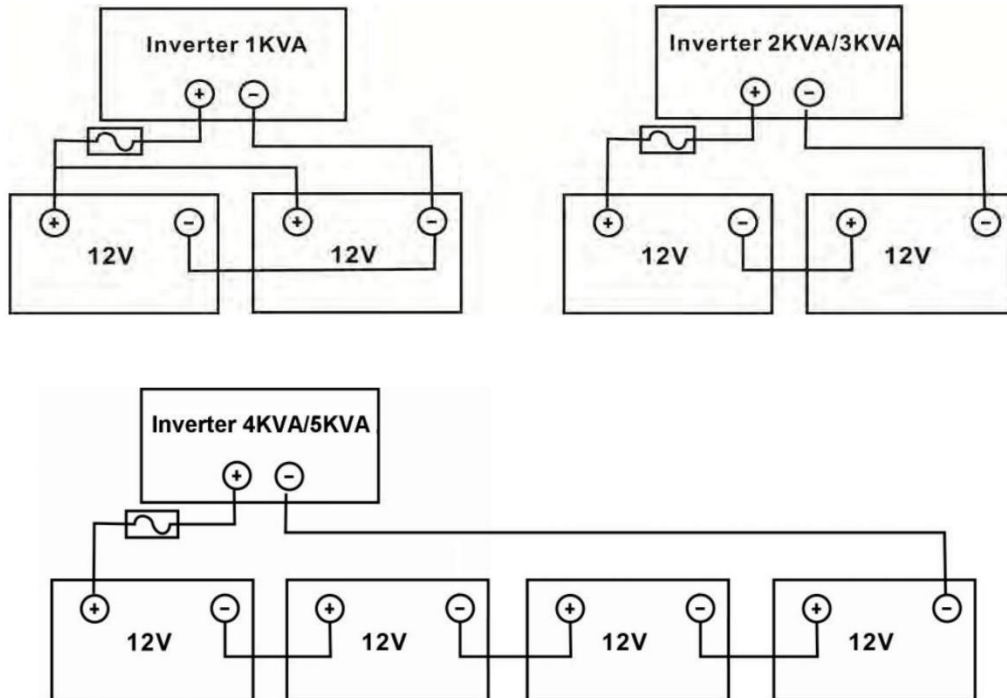 Inverter 1KVA
+ −
+ − + −
12V 12V
Inverter 2KVA/3KVA
+ −
+ − + −
12V 12V
Inverter 4KVA/5KVA
+ −
+ − + − + − + −
12V 12V 12V 12V